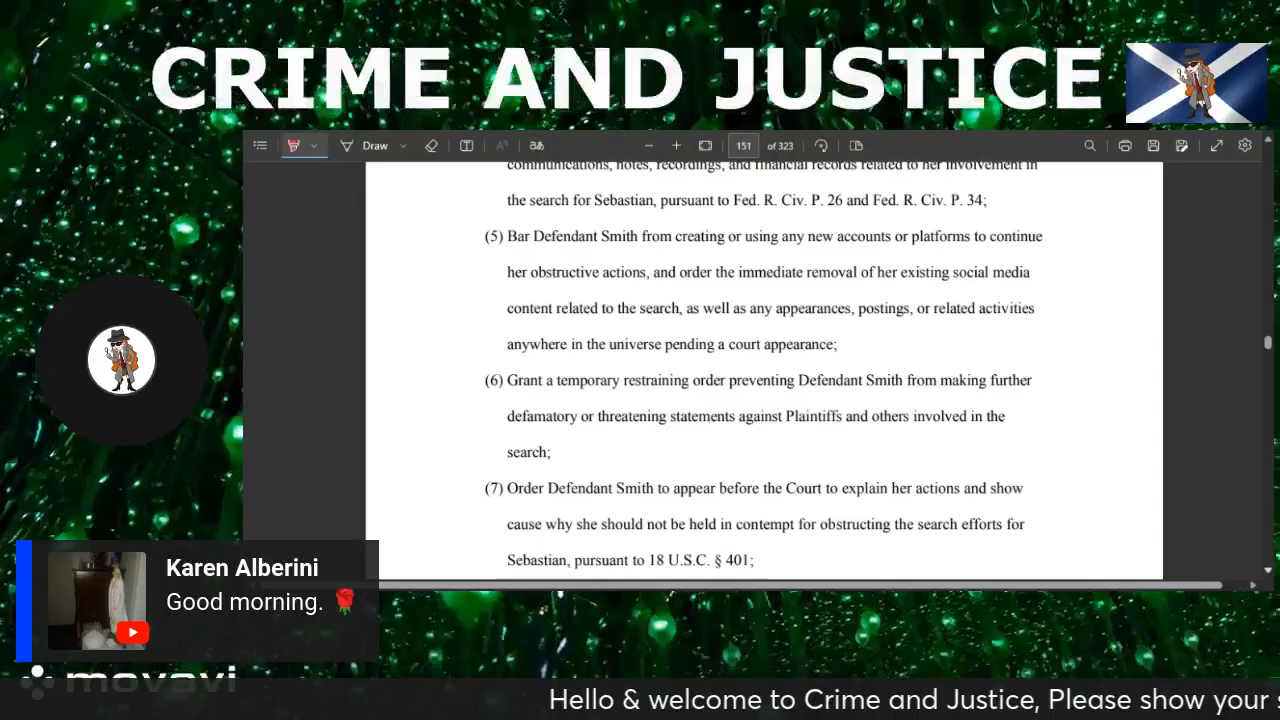 CRIME AND JUSTICE
Draw
aあ
151 of 323
communications, notes, recordings, and financial records related to her involvement in
the search for Sebastian, pursuant to Fed. R. Civ. P. 26 and Fed. R. Civ. P. 34;
(5) Bar Defendant Smith from creating or using any new accounts or platforms to continue
her obstructive actions, and order the immediate removal of her existing social media
content related to the search, as well as any appearances, postings, or related activities
anywhere in the universe pending a court appearance;
(6) Grant a temporary restraining order preventing Defendant Smith from making further
defamatory or threatening statements against Plaintiffs and others involved in the
search;
(7) Order Defendant Smith to appear before the Court to explain her actions and show
cause why she should not be held in contempt for obstructing the search efforts for
Sebastian, pursuant to 18 U.S.C. § 401;
Karen Alberini
Good morning.
movavi
Hello & welcome to Crime and Justice, Please show your